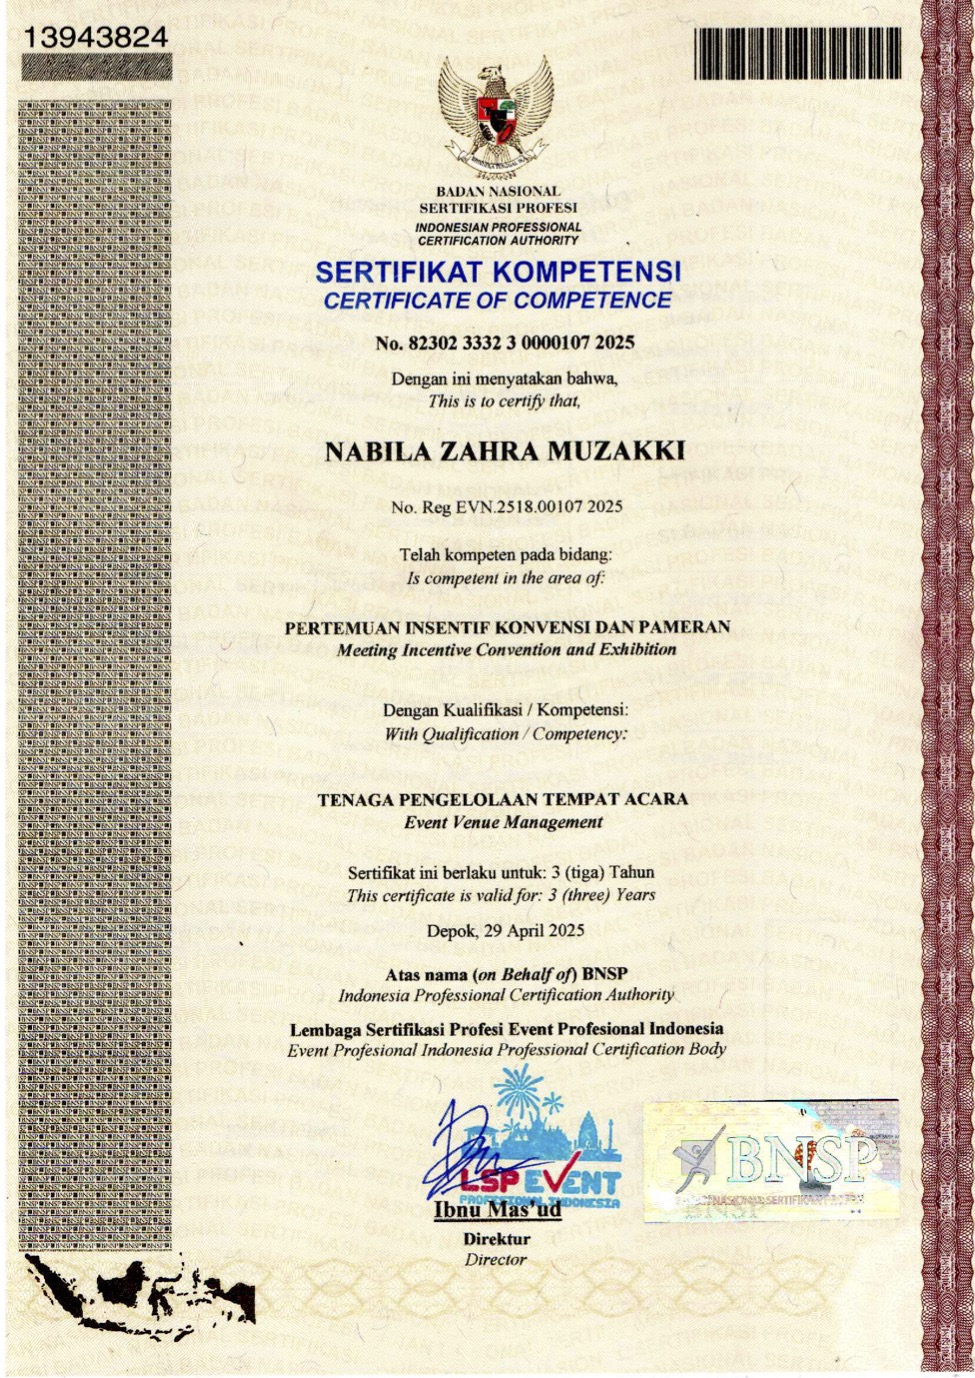 13943824
BADAN NASIONAL
SERTIFIKASI PROFESI
INDONESIAN PROFESSIONAL
CERTIFICATION AUTHORITY
SERTIFIKAT KOMPETENSI
CERTIFICATE OF COMPETENCE
No. 82302 3332 3 0000107 2025
Dengan ini menyatakan bahwa,
This is to certify that,
NABILA ZAHRA MUZAKKI
No. Reg EVN.2518.00107 2025
Telah kompeten pada bidang:
Is competent in the area of:
PERTEMUAN INSENTIF KONVENSI DAN PAMERAN
Meeting Incentive Convention and Exhibition
Dengan Kualifikasi / Kompetensi:
With Qualification / Competency:
TENAGA PENGELOLAAN TEMPAT ACARA
Event Venue Management
Sertifikat ini berlaku untuk: 3 (tiga) Tahun
This certificate is valid for: 3 (three) Years
Depok, 29 April 2025
Atas nama (on Behalf of) BNSP
Indonesia Professional Certification Authority
Lembaga Sertifikasi Profesi Event Profesional Indonesia
Event Profesional Indonesia Professional Certification Body
LSP EVENT
PROFESSIONAL INDONESIA
BNSP
Ibnu Mas'ud
Direktur
Director